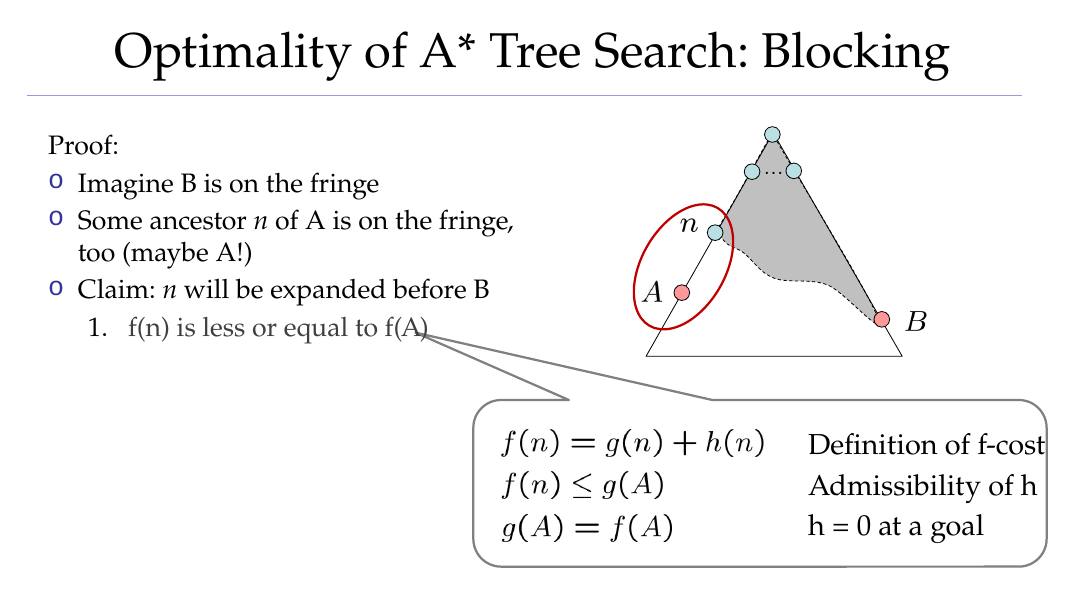 Optimality of A* Tree Search: Blocking
Proof:
o Imagine B is on the fringe
o Some ancestor n of A is on the fringe,
too (maybe A!)
o Claim: n will be expanded before B
1. f(n) is less or equal to f(A)
...
n
A
B
f(n) = g(n) + h(n) Definition of f-cost
f(n) ≤ g(A) Admissibility of h
g(A) = f(A) h = 0 at a goal